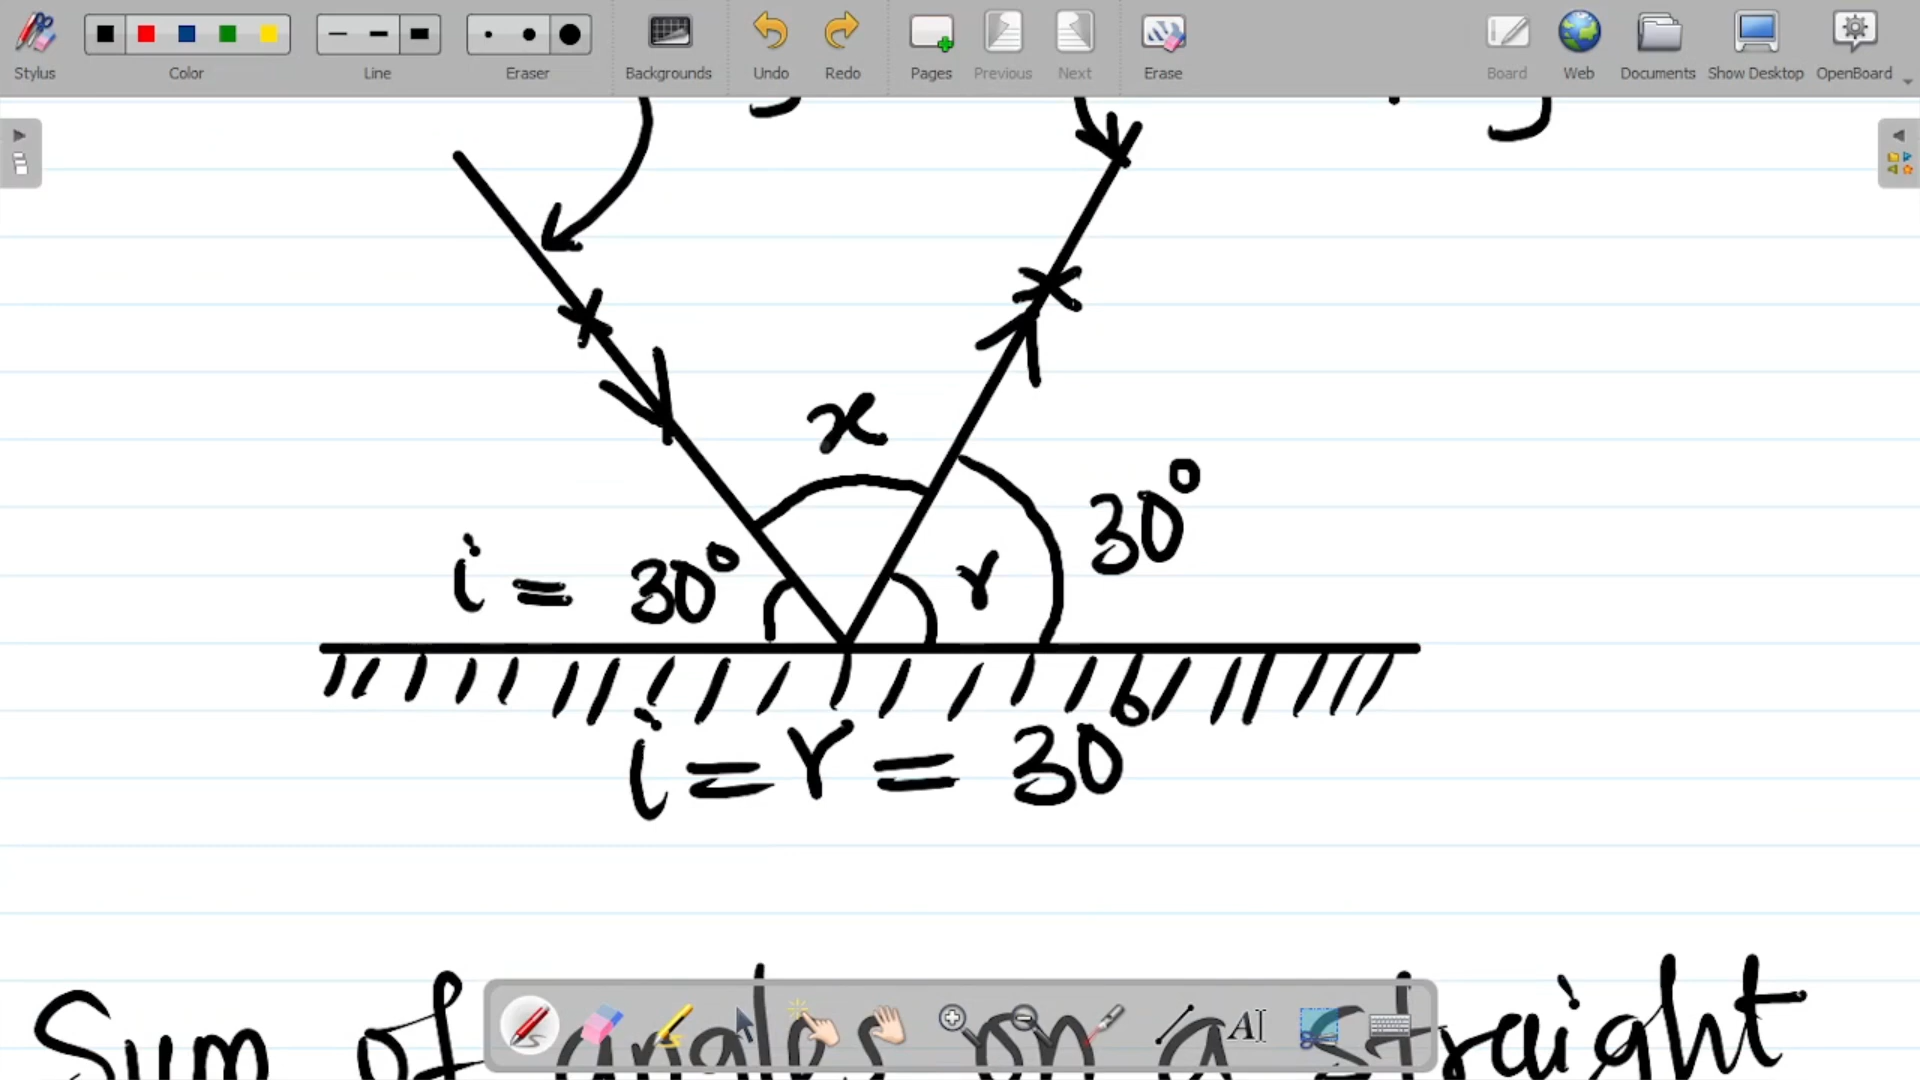 Stylus Color Line Eraser Backgrounds Undo Redo Pages Previous Next Erase Board Web Documents Show Desktop OpenBoard
x
30°
i = 30°
r
i = r = 30°
Sum of angles on a straight